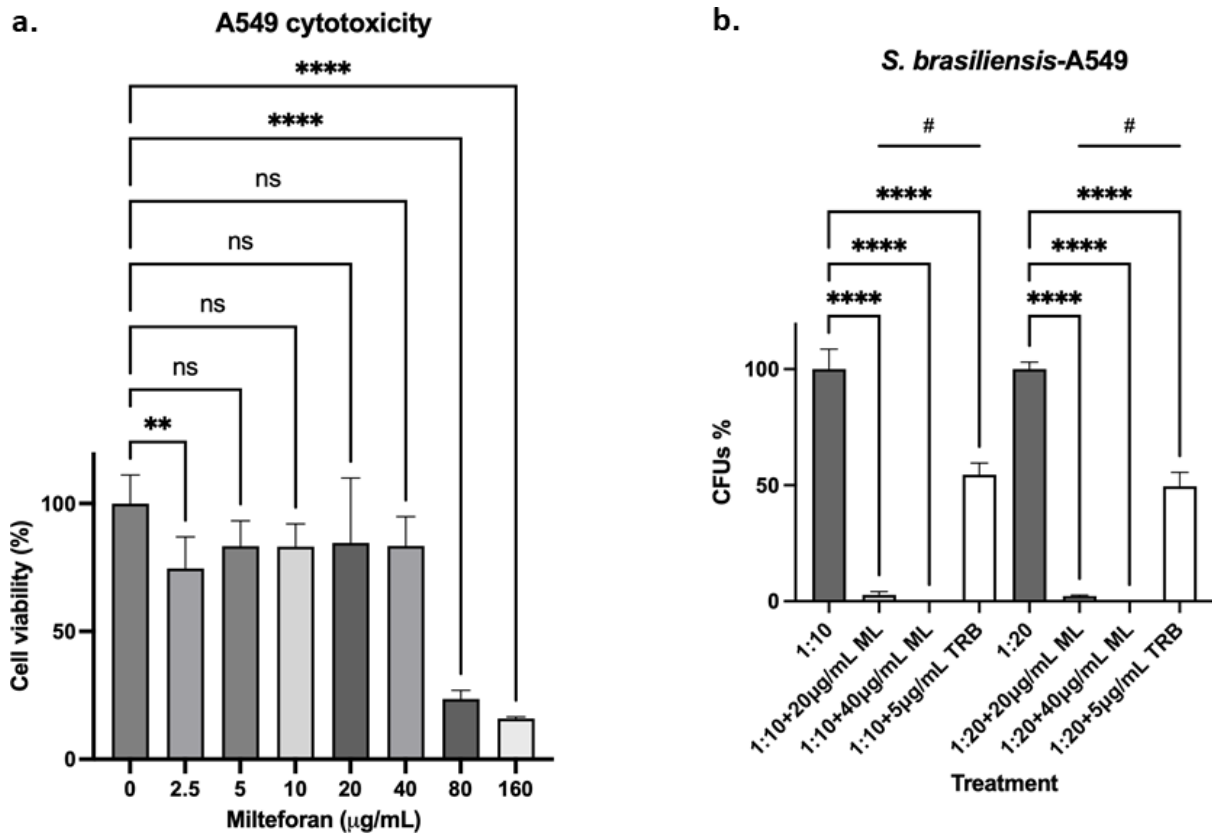 a.
A549 cytotoxicity
****
****
ns
ns
ns
ns
**
100
50
0
Cell viability (%)
0 2.5 5 10 20 40 80 160
Milteforan (μg/mL)
b.
S. brasiliensis-A549
# #
**** ****
**** ****
**** ****
100
50
0
CFUs %
1:10
1:10+20μg/mL ML
1:10+40μg/mL ML
1:10+5μg/mL TRB
1:20
1:20+20μg/mL ML
1:20+40μg/mL ML
1:20+5μg/mL TRB
Treatment